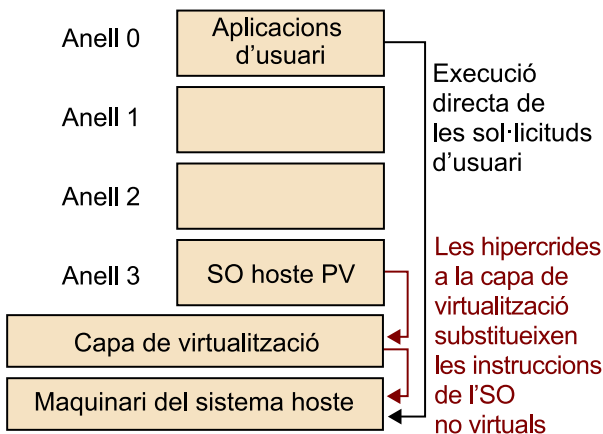 Anell 0
Aplicacions
d’usuari
Anell 1
Anell 2
Anell 3
SO hoste PV
Capa de virtualització
Maquinari del sistema hoste
Execució
directa de
les sol·licituds
d’usuari
Les hipercrides
a la capa de
virtualització
substitueixen
les instruccions
de l’SO
no virtuals